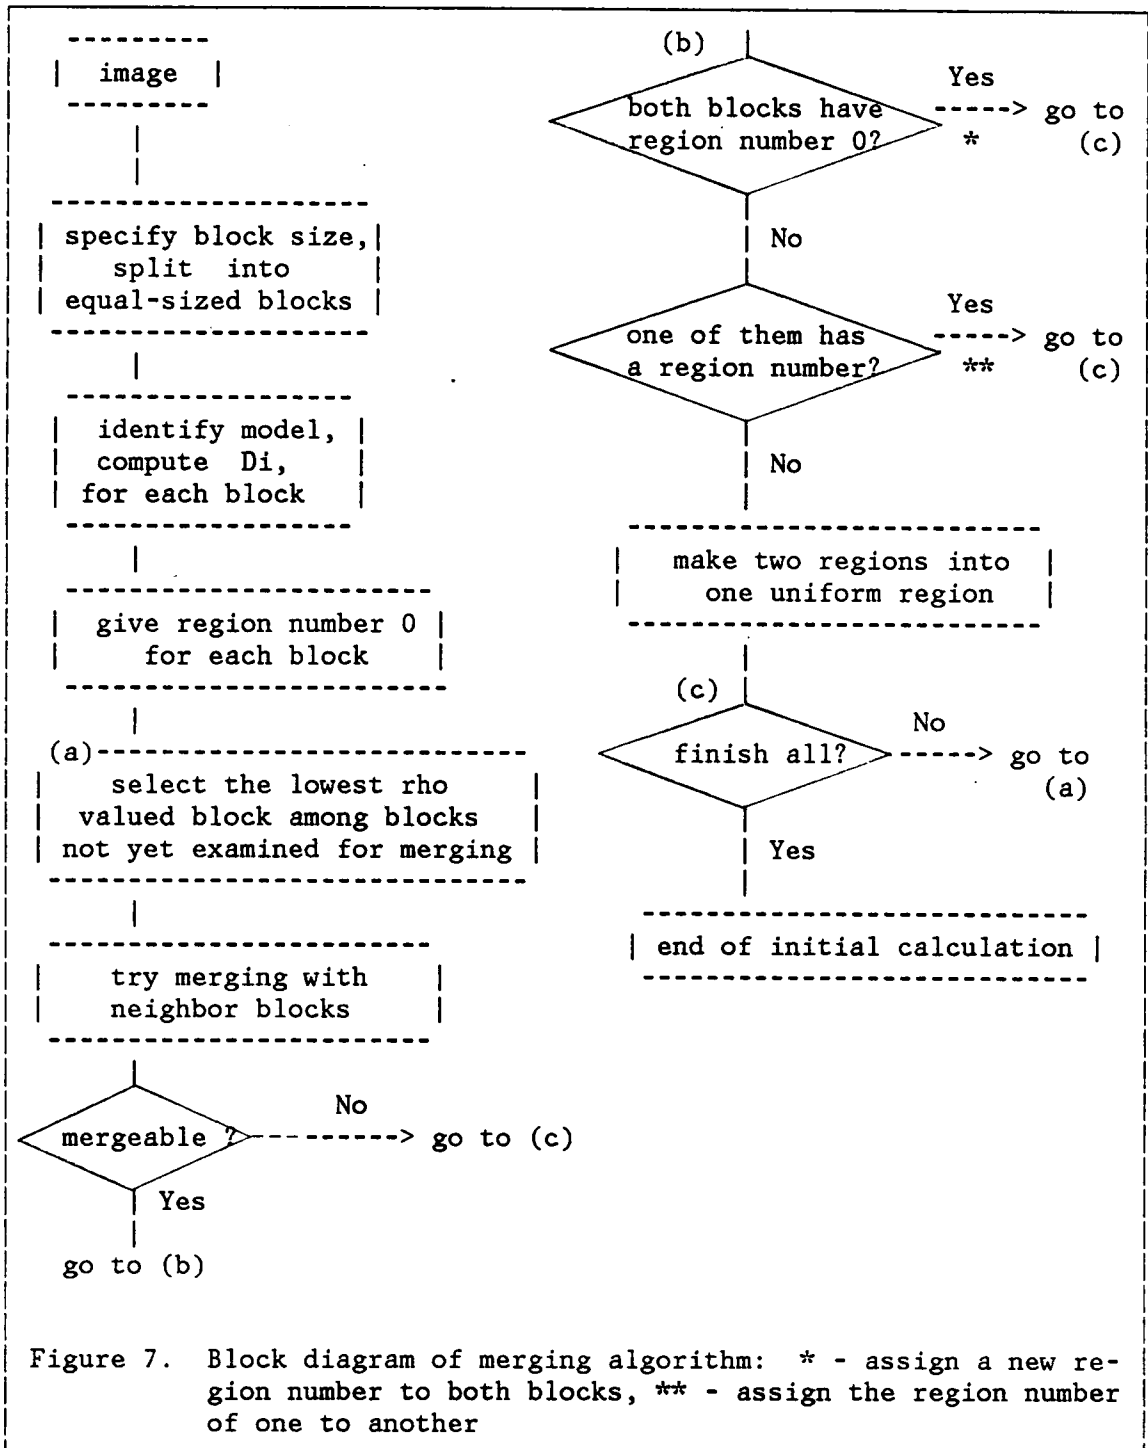 image
specify block size,
split into
equal-sized blocks
identify model,
compute Di,
for each block
give region number 0
for each block
(a)
select the lowest rho
valued block among blocks
not yet examined for merging
try merging with
neighbor blocks
mergeable ?
No
go to (c)
Yes
go to (b)
(b)
both blocks have
region number 0?
Yes
*
go to
(c)
No
one of them has
a region number?
Yes
**
go to
(c)
No
make two regions into
one uniform region
(c)
finish all?
No
go to
(a)
Yes
end of initial calculation
Figure 7. Block diagram of merging algorithm: * - assign a new re-
gion number to both blocks, ** - assign the region number
of one to another